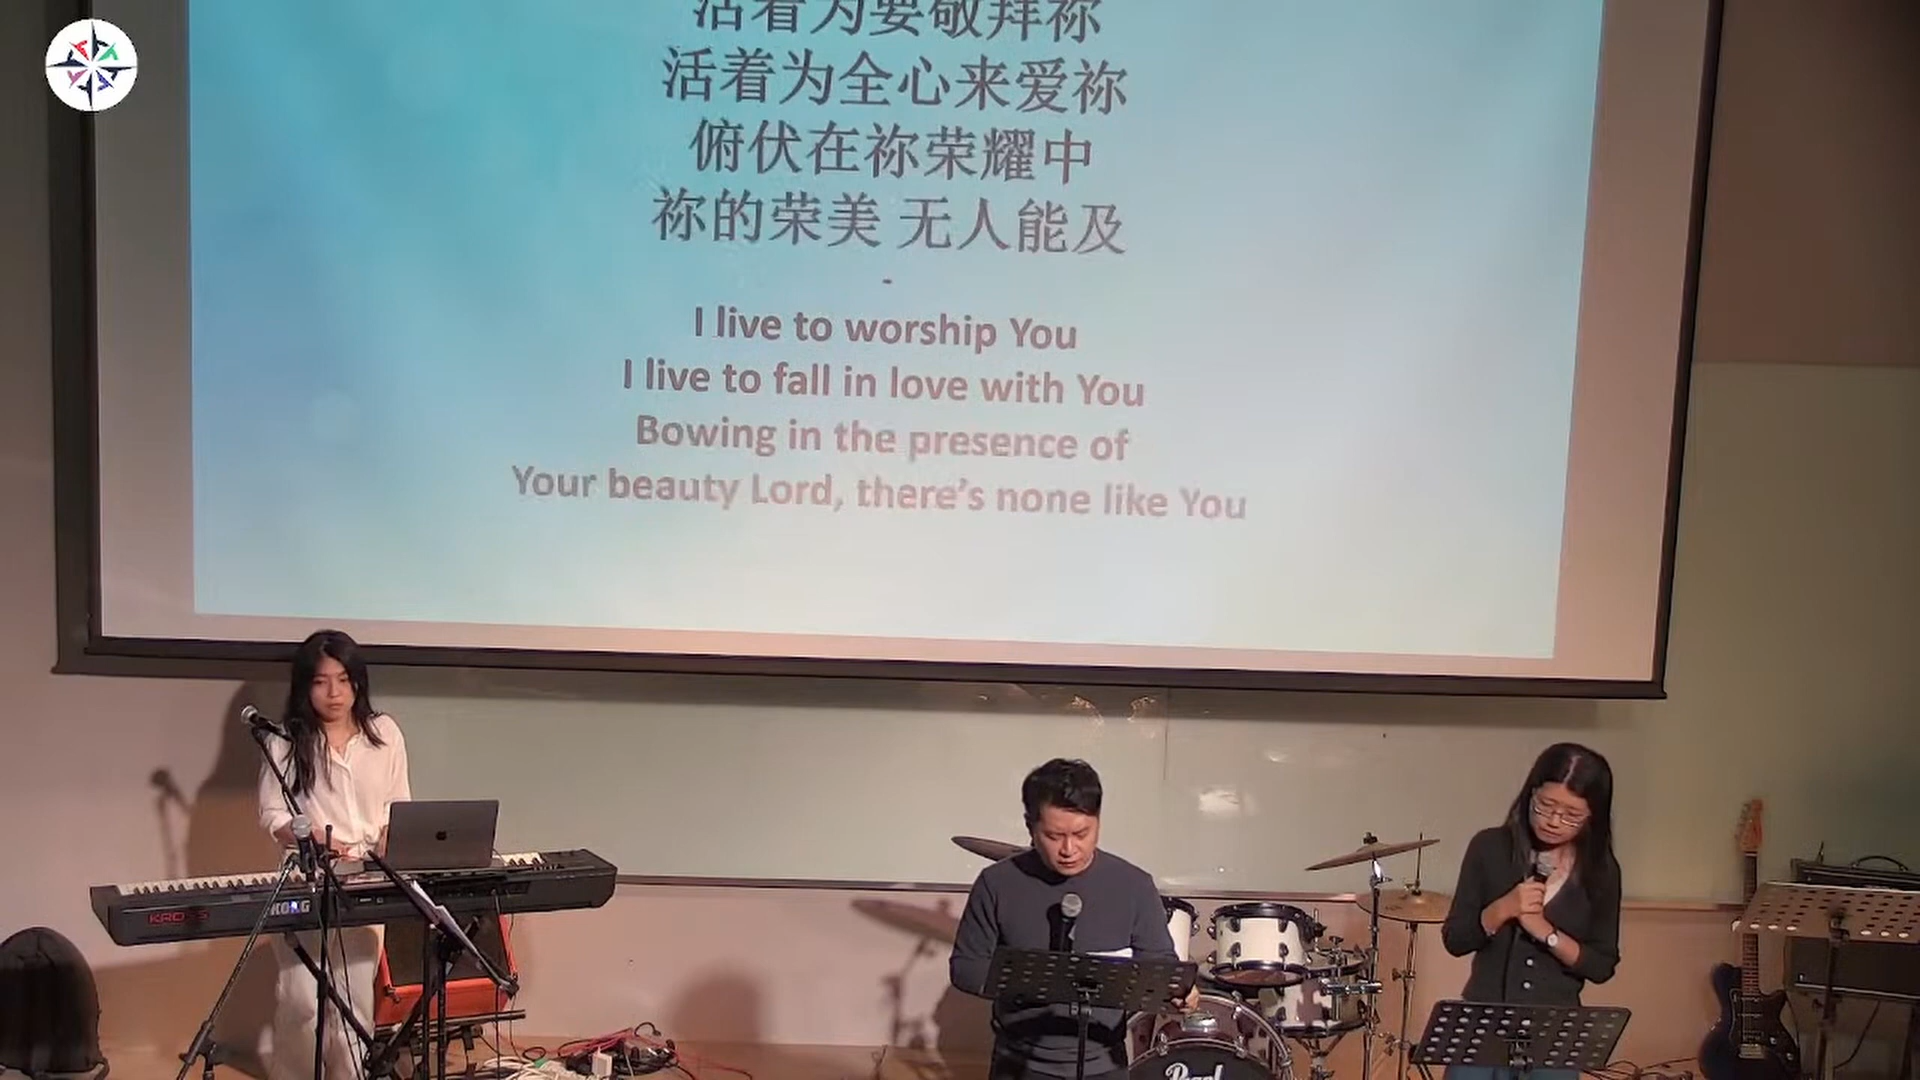 活着为要敬拜祢
活着为全心来爱祢
俯伏在祢荣耀中
祢的荣美 无人能及
-
I live to worship You
I live to fall in love with You
Bowing in the presence of
Your beauty Lord, there's none like You
KROSS
KORG
Pearl